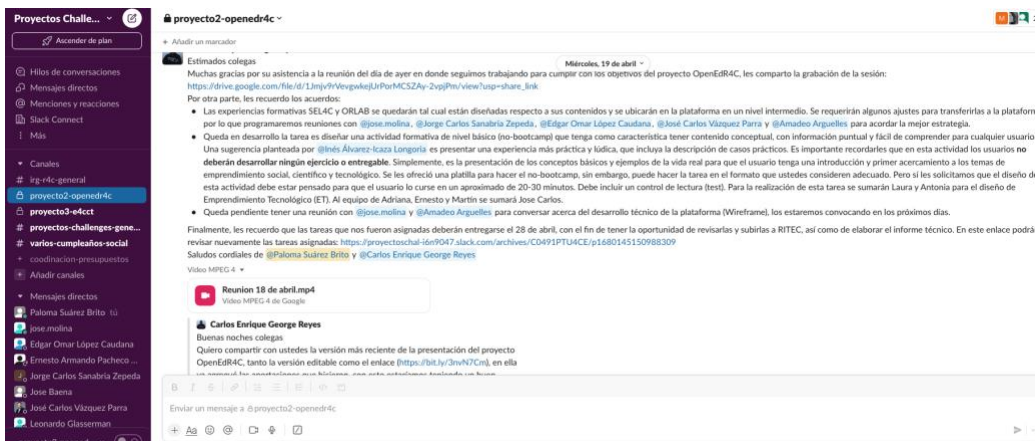 Proyectos Challe...
Ascender de plan
Hilos de conversaciones
Mensajes directos
Menciones y reacciones
Slack Connect
Más
Canales
# irg-r4c-general
proyecto2-openedr4c
proyecto3-e4cct
# proyectos-challenges-gene...
# varios-cumpleaños-social
coodinacion-presupuestos
+ Añadir canales
Mensajes directos
Paloma Suárez Brito tú
jose.molina
Edgar Omar López Caudana
Ernesto Armando Pacheco ...
Jorge Carlos Sanabria Zepeda
Jose Baena
José Carlos Vázquez Parra
Leonardo Glasserman
proyecto2-openedr4c
+ Añadir un marcador
Miércoles, 19 de abril
Estimados colegas
Muchas gracias por su asistencia a la reunión del día de ayer en donde seguimos trabajando para cumplir con los objetivos del proyecto OpenEdR4C, les comparto la grabación de la sesión:
https://drive.google.com/file/d/1Jmjv9rVevgwkejUrPorMCSZAy-2vpjPm/view?usp=share_link
Por otra parte, les recuerdo los acuerdos:
• Las experiencias formativas SEL4C y ORLAB se quedarán tal cual están diseñadas respecto a sus contenidos y se ubicarán en la plataforma en un nivel intermedio. Se requerirán algunos ajustes para transferirlas a la plataform
por lo que programaremos reuniones con @jose.molina, @Jorge Carlos Sanabria Zepeda, @Edgar Omar López Caudana, @José Carlos Vázquez Parra y @Amadeo Arguelles para acordar la mejor estrategia.
• Queda en desarrollo la tarea es diseñar una actividad formativa de nivel básico (no-bootcamp) que tenga como característica tener contenido conceptual, con información puntual y fácil de comprender para cualquier usuario
Una sugerencia planteada por @Inés Álvarez-Icaza Longoria es presentar una experiencia más práctica y lúdica, que incluya la descripción de casos prácticos. Es importante recordarles que en esta actividad los usuarios no
deberán desarrollar ningún ejercicio o entregable. Simplemente, es la presentación de los conceptos básicos y ejemplos de la vida real para que el usuario tenga una introducción y primer acercamiento a los temas de
emprendimiento social, científico y tecnológico. Se les ofreció una platilla para hacer el no-bootcamp, sin embargo, puede hacer la tarea en el formato que ustedes consideren adecuado. Pero si les solicitamos que el diseño de
esta actividad debe estar pensado para que el usuario lo curse en un aproximado de 20-30 minutos. Debe incluir un control de lectura (test). Para la realización de esta tarea se sumarán Laura y Antonia para el diseño de
Emprendimiento Tecnológico (ET). Al equipo de Adriana, Ernesto y Martín se sumará Jose Carlos.
• Queda pendiente tener una reunión con @jose.molina y @Amadeo Arguelles para conversar acerca del desarrollo técnico de la plataforma (Wireframe), los estaremos convocando en los próximos días.
Finalmente, les recuerdo que las tareas que nos fueron asignadas deberán entregarse el 28 de abril, con el fin de tener la oportunidad de revisarlas y subirlas a RITEC, así como de elaborar el informe técnico. En este enlace podrá
revisar nuevamente las tareas asignadas: https://proyectoschal-i6n9047.slack.com/archives/C0491PTU4CE/p1680145150988309
Saludos cordiales de @Paloma Suárez Brito y @Carlos Enrique George Reyes
Video MPEG 4
Reunion 18 de abril.mp4
Video MPEG 4 de Google
Carlos Enrique George Reyes
Buenas noches colegas
Quiero compartir con ustedes la versión más reciente de la presentación del proyecto
OpenEdR4C, tanto la versión editable como el enlace (https://bit.ly/3nvN7Cm), en ella
Enviar un mensaje a proyecto2-openedr4c